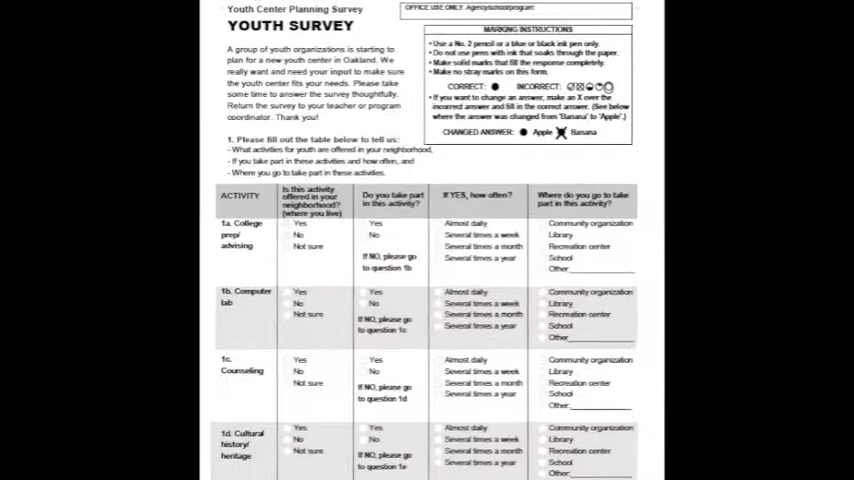 Youth Center Planning Survey
YOUTH SURVEY
OFFICE USE ONLY: Agency/school/program:
A group of youth organizations is starting to
plan for a new youth center in Oakland. We
really want and need your input to make sure
the youth center fits your needs. Please take
some time to answer the survey thoughtfully.
Return the survey to your teacher or program
coordinator. Thank you!
MARKING INSTRUCTIONS
• Use a No. 2 pencil or a blue or black ink pen only.
• Do not use pens with ink that soaks through the paper.
• Make solid marks that fill the response completely.
• Make no stray marks on this form.
CORRECT: INCORRECT:
• If you want to change an answer, make an X over the
incorrect answer and fill in the correct answer. (See below
where the answer was changed from 'Banana' to 'Apple'.)
CHANGED ANSWER: Apple Banana
1. Please fill out the table below to tell us:
- What activities for youth are offered in your neighborhood,
- If you take part in these activities and how often, and
- Where you go to take part in these activities.
ACTIVITY
Is this activity
offered in your
neighborhood?
(where you live)
Do you take part
in this activity?
If YES, how often?
Where do you go to take
part in this activity?
1a. College
prep/
advising
Yes
No
Not sure
Yes
No
If NO, please go
to question 1b
Almost daily
Several times a week
Several times a month
Several times a year
Community organization
Library
Recreation center
School
Other:
1b. Computer
lab
Yes
No
Not sure
Yes
No
If NO, please go
to question 1c
Almost daily
Several times a week
Several times a month
Several times a year
Community organization
Library
Recreation center
School
Other:
1c.
Counseling
Yes
No
Not sure
Yes
No
If NO, please go
to question 1d
Almost daily
Several times a week
Several times a month
Several times a year
Community organization
Library
Recreation center
School
Other:
1d. Cultural
history/
heritage
Yes
No
Not sure
Yes
No
If NO, please go
to question 1e
Almost daily
Several times a week
Several times a month
Several times a year
Community organization
Library
Recreation center
School
Other: